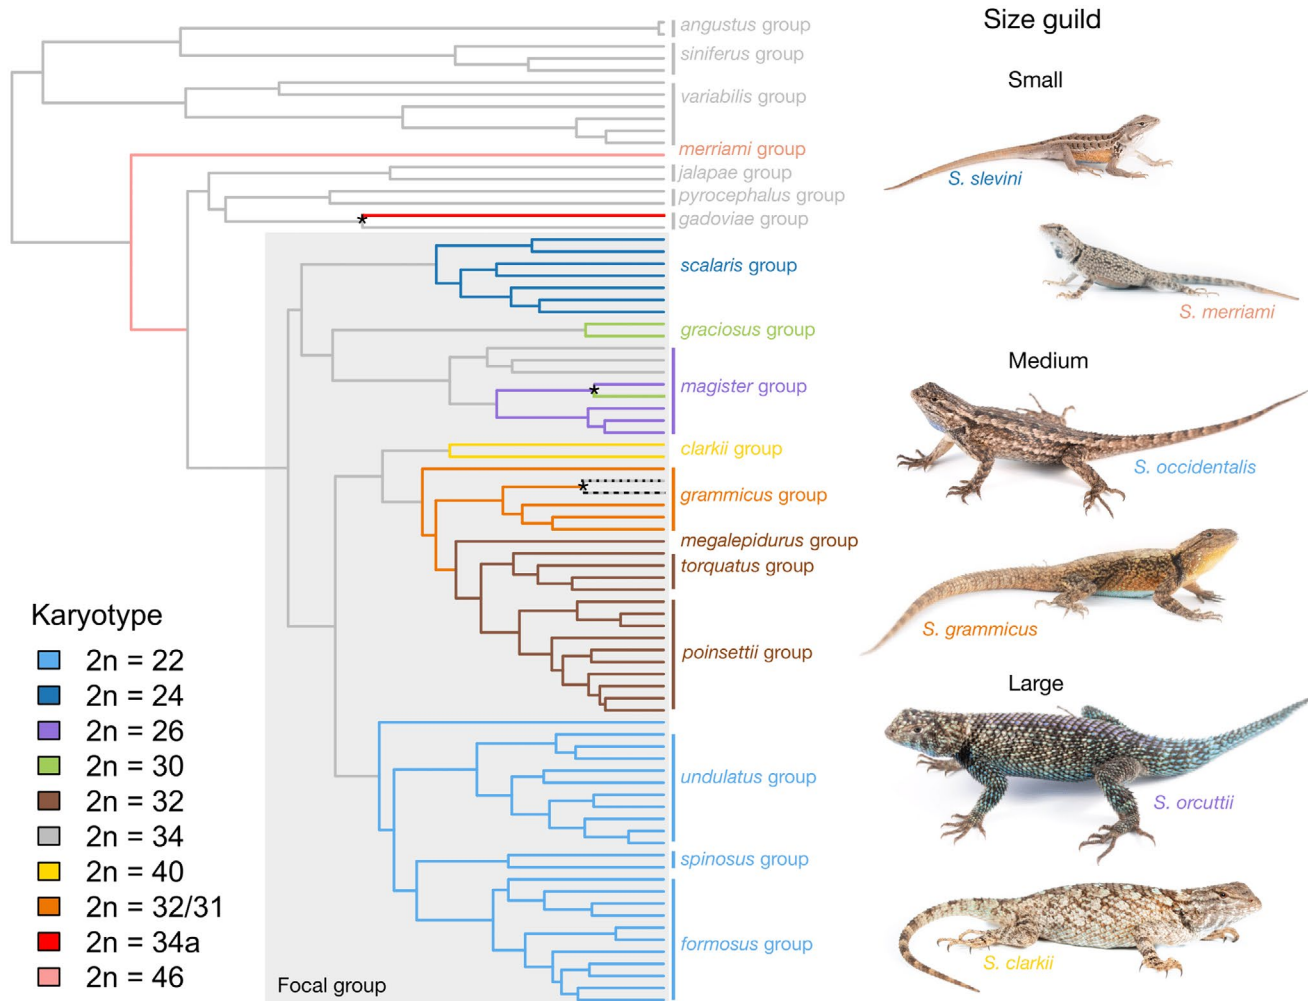 angustus group
siniferus group
variabilis group
merriami group
jalapae group
pyrocephalus group
gadoviae group
*
scalaris group
graciosus group
magister group
*
clarkii group
grammicus group
*
megalepidurus group
torquatus group
poinsettii group
undulatus group
spinosus group
formosus group
Focal group
Karyotype
2n = 22
2n = 24
2n = 26
2n = 30
2n = 32
2n = 34
2n = 40
2n = 32/31
2n = 34a
2n = 46
Size guild
Small
S. slevini
S. merriami
Medium
S. occidentalis
S. grammicus
Large
S. orcuttii
S. clarkii